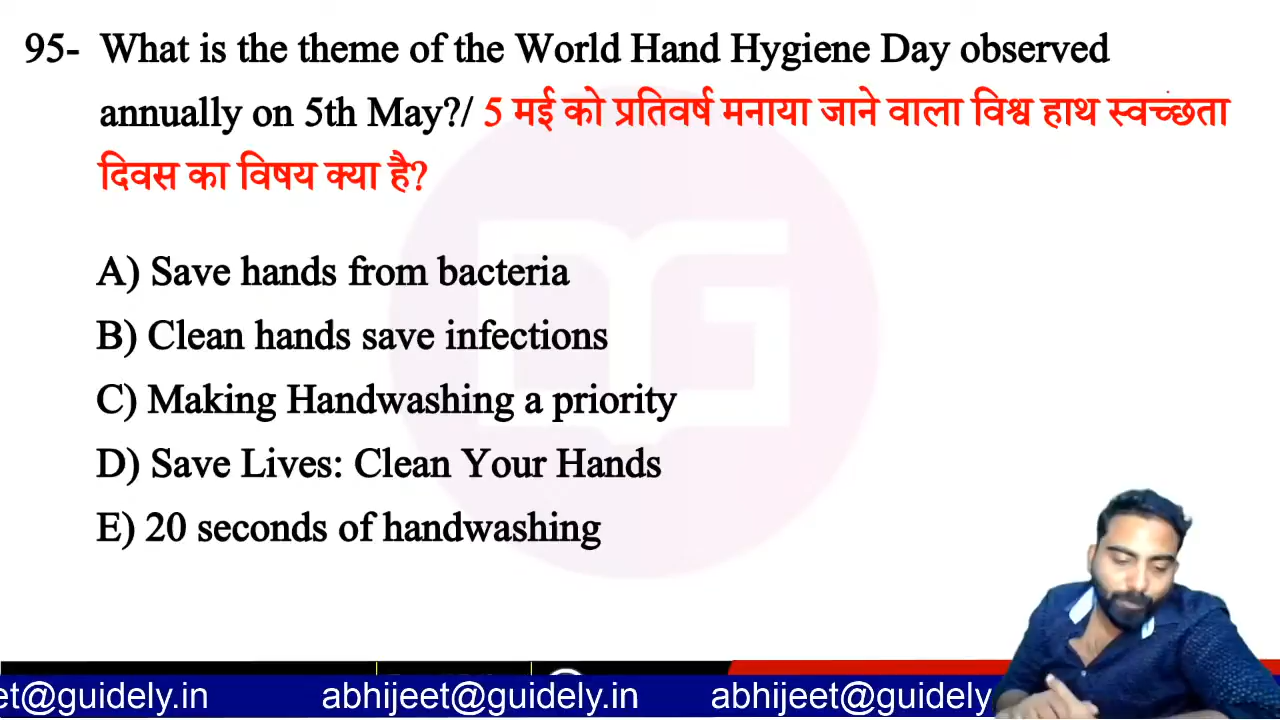 95- What is the theme of the World Hand Hygiene Day observed
annually on 5th May?/ 5 मई को प्रतिवर्ष मनाया जाने वाला विश्व हाथ स्वच्छता
दिवस का विषय क्या है?
A) Save hands from bacteria
B) Clean hands save infections
C) Making Handwashing a priority
D) Save Lives: Clean Your Hands
E) 20 seconds of handwashing
et@guidely.in abhijeet@guidely.in abhijeet@guidely